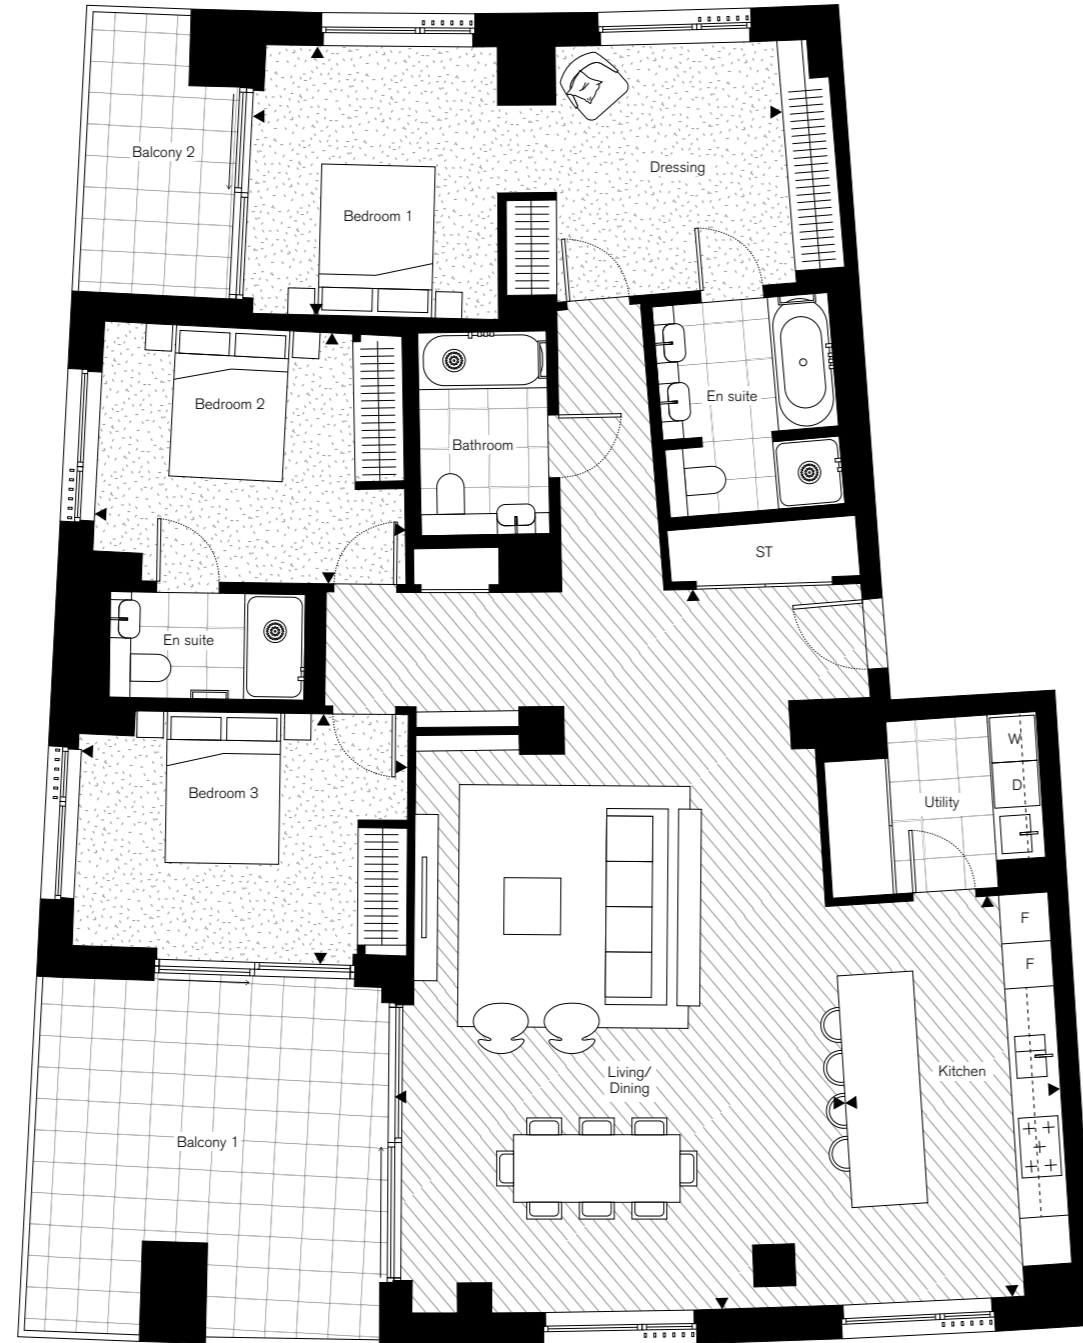 Balcony 2
Dressing
Bedroom 1
Bedroom 2
En suite
Bathroom
ST
En suite
W
D
Utility
Bedroom 3
F
F
Living/
Dining
Kitchen
Balcony 1